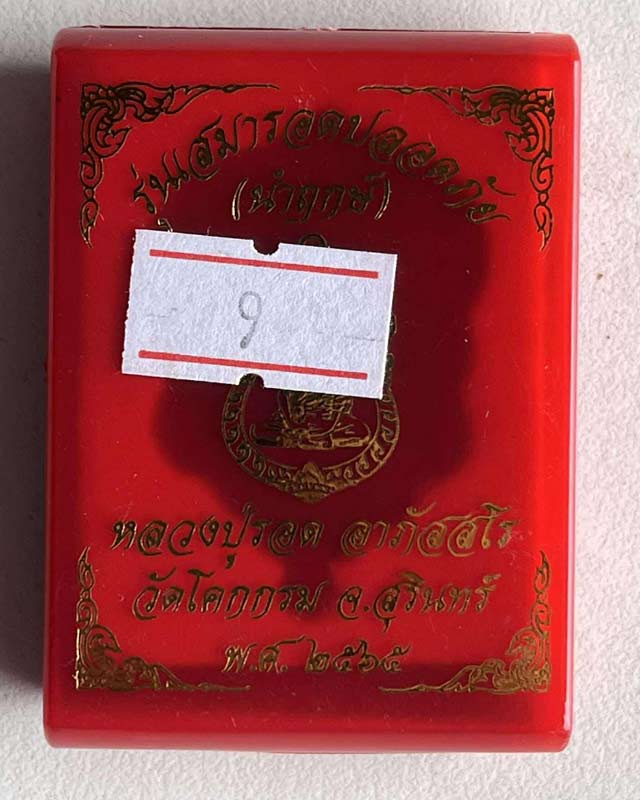 รุ่นเสมารอดปลอดภัย
(นำฤกษ์)
9
หลวงปู่รอด อาภัสสโร
วัดโคกกรม จ.สุรินทร์
พ.ศ. ๒๕๖๕